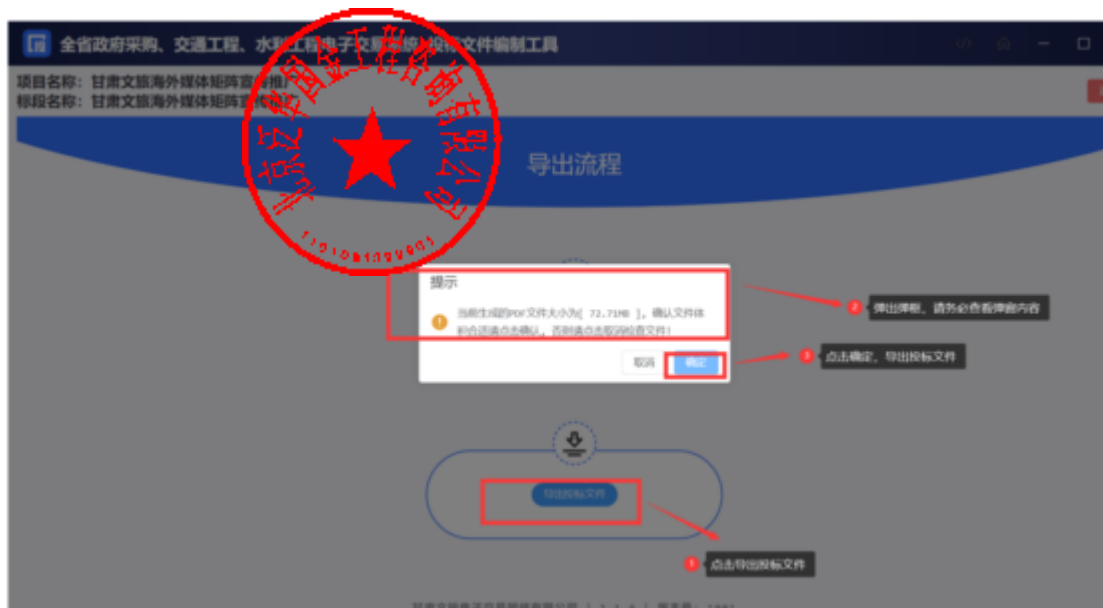 全省政府采购、交通工程、水利工程电子交易系统-投标文件编制工具
项目名称：甘肃文旅海外媒体矩阵宣传推广
标段名称：甘肃文旅海外媒体矩阵宣传推广
导出流程
提示
当前生成的PDF文件大小为[ 72.71MB ]，确认文件体
积合适请点击确认，否则请点击取消检查文件！
取消
确定
2 弹出弹框，请务必查看弹窗内容
3 点击确定，导出投标文件
导出投标文件
1 点击导出投标文件